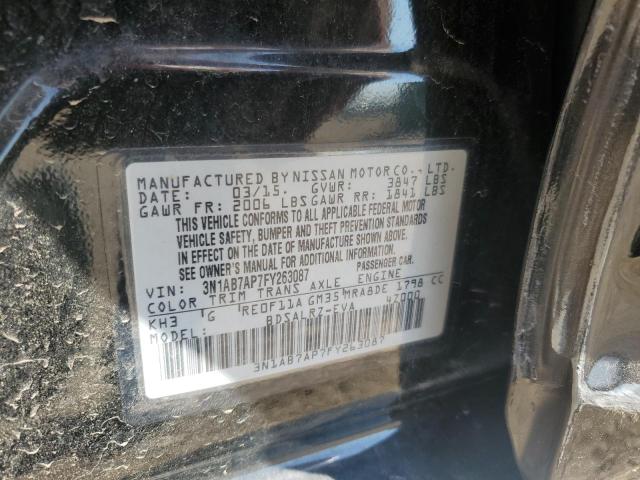 MANUFACTURED BY NISSAN MOTOR CO., LTD.
DATE: 03/15. GVWR: 3847 LBS
GAWR FR: 2006 LBS GAWR RR: 1841 LBS
THIS VEHICLE CONFORMS TO ALL APPLICABLE FEDERAL MOTOR
VEHICLE SAFETY, BUMPER AND THEFT PREVENTION STANDARDS
IN EFFECT ON THE DATE OF MANUFACTURE SHOWN ABOVE.
SEE OWNER'S MANUAL FOR ADDITIONAL INFORMATION.
VIN: 3N1AB7AP7FY263087 PASSENGER CAR.
COLOR TRIM TRANS AXLE ENGINE
KH3 G RE0F11A GM35 MRA8DE 1798 CC
BDSALRZ-EVA 47000
3N1AB7AP7FY263087